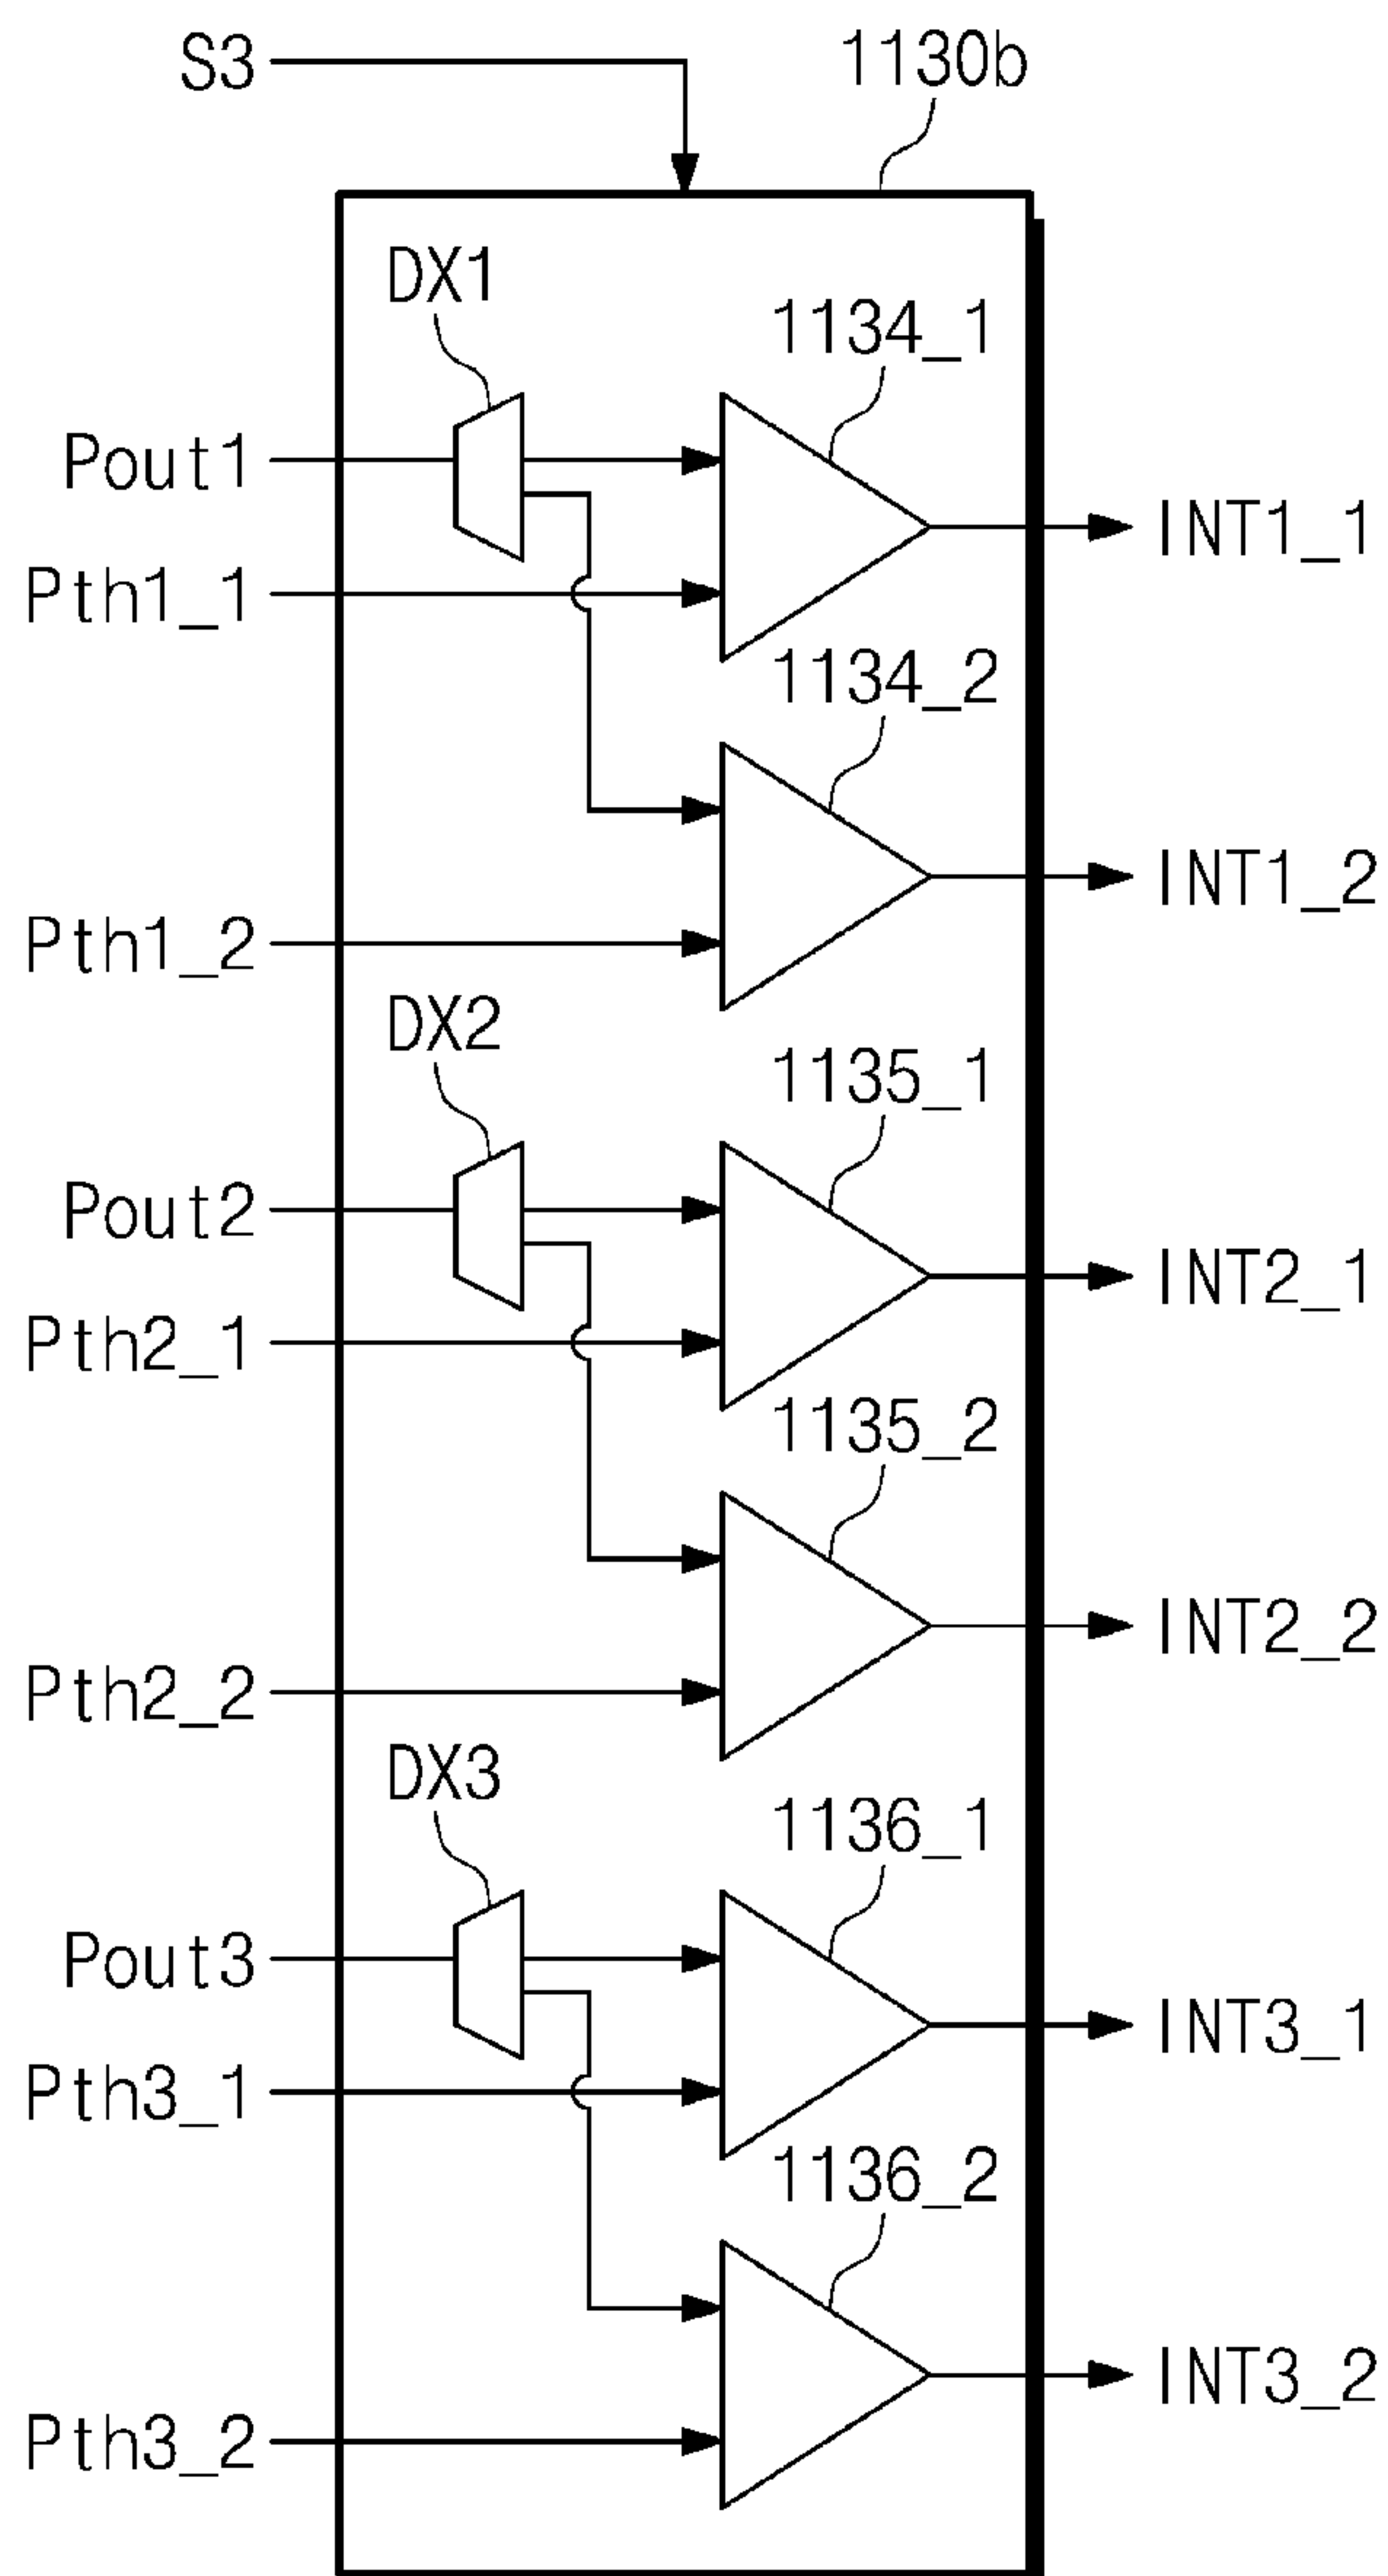 S3
1130b
DX1
1134_1
Pout1
INT1_1
Pth1_1
1134_2
INT1_2
Pth1_2
DX2
1135_1
Pout2
INT2_1
Pth2_1
1135_2
INT2_2
Pth2_2
DX3
1136_1
Pout3
INT3_1
Pth3_1
1136_2
INT3_2
Pth3_2